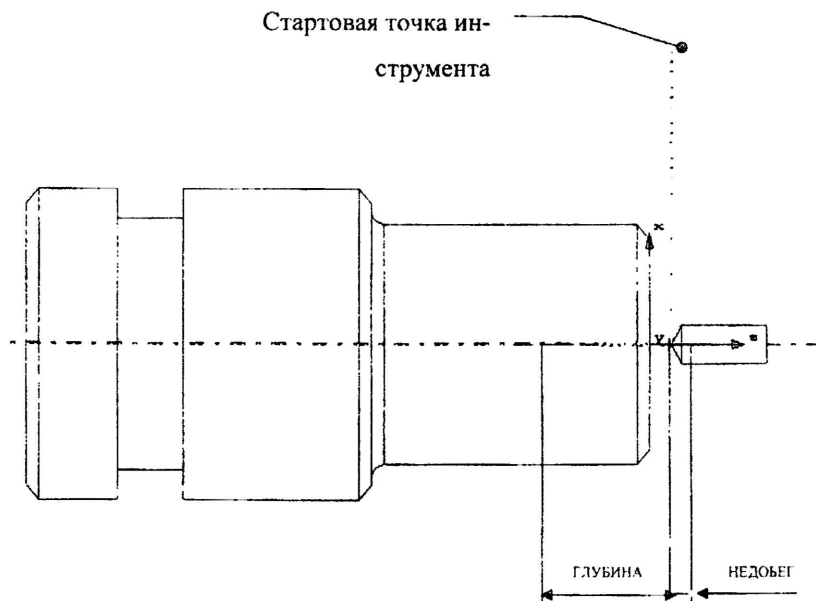 Стартовая точка ин-
струмента
x
Y
ГЛУБИНА
НЕДОБЕГ